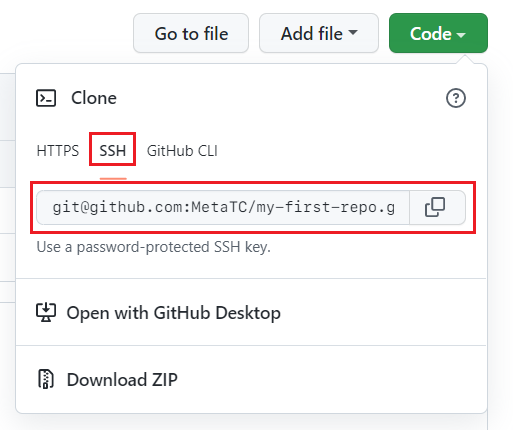 Go to file Add file Code
Clone
HTTPS SSH GitHub CLI
git@github.com:MetaTC/my-first-repo.g
Use a password-protected SSH key.
Open with GitHub Desktop
Download ZIP